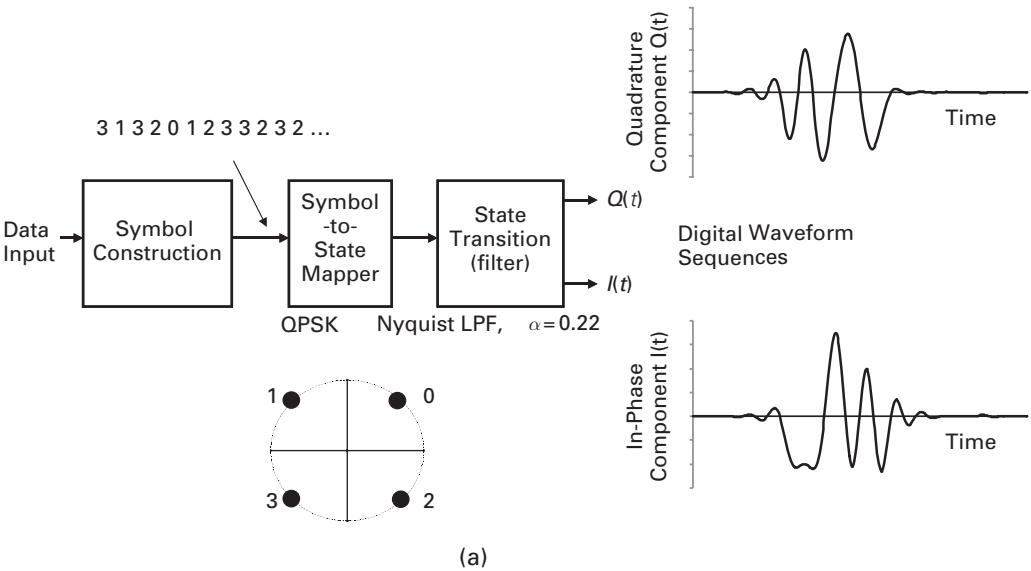 Quadrature
Component Q(t)
Time
3 1 3 2 0 1 2 3 3 2 3 2 ...
Data
Input
Symbol
Construction
Symbol
-to-
State
Mapper
State
Transition
(filter)
Q(t)
I(t)
Digital Waveform
Sequences
QPSK
Nyquist LPF, α=0.22
In-Phase
Component I(t)
Time
1
0
3
2
(a)